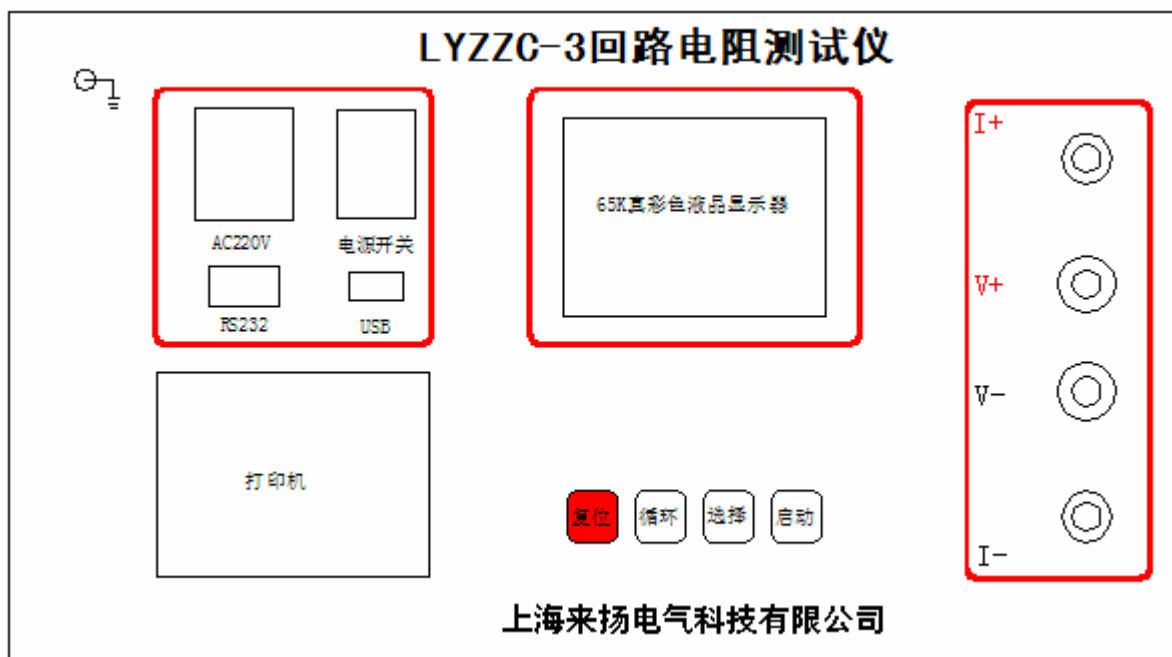 LYZZC-3回路电阻测试仪
AC220V
电源开关
RS232
USB
65K真彩色液晶显示器
I+
V+
V-
I-
打印机
复位
循环
选择
启动
上海来扬电气科技有限公司